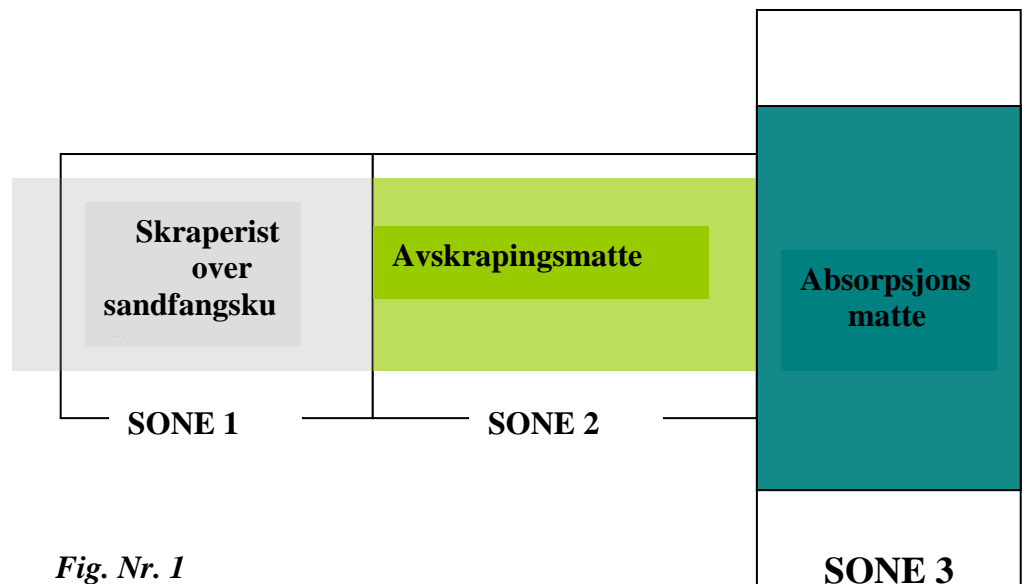 Skraperist
over
sandfangsku
Avskrapingsmatte
Absorpsjons
matte
SONE 1
SONE 2
SONE 3
Fig. Nr. 1